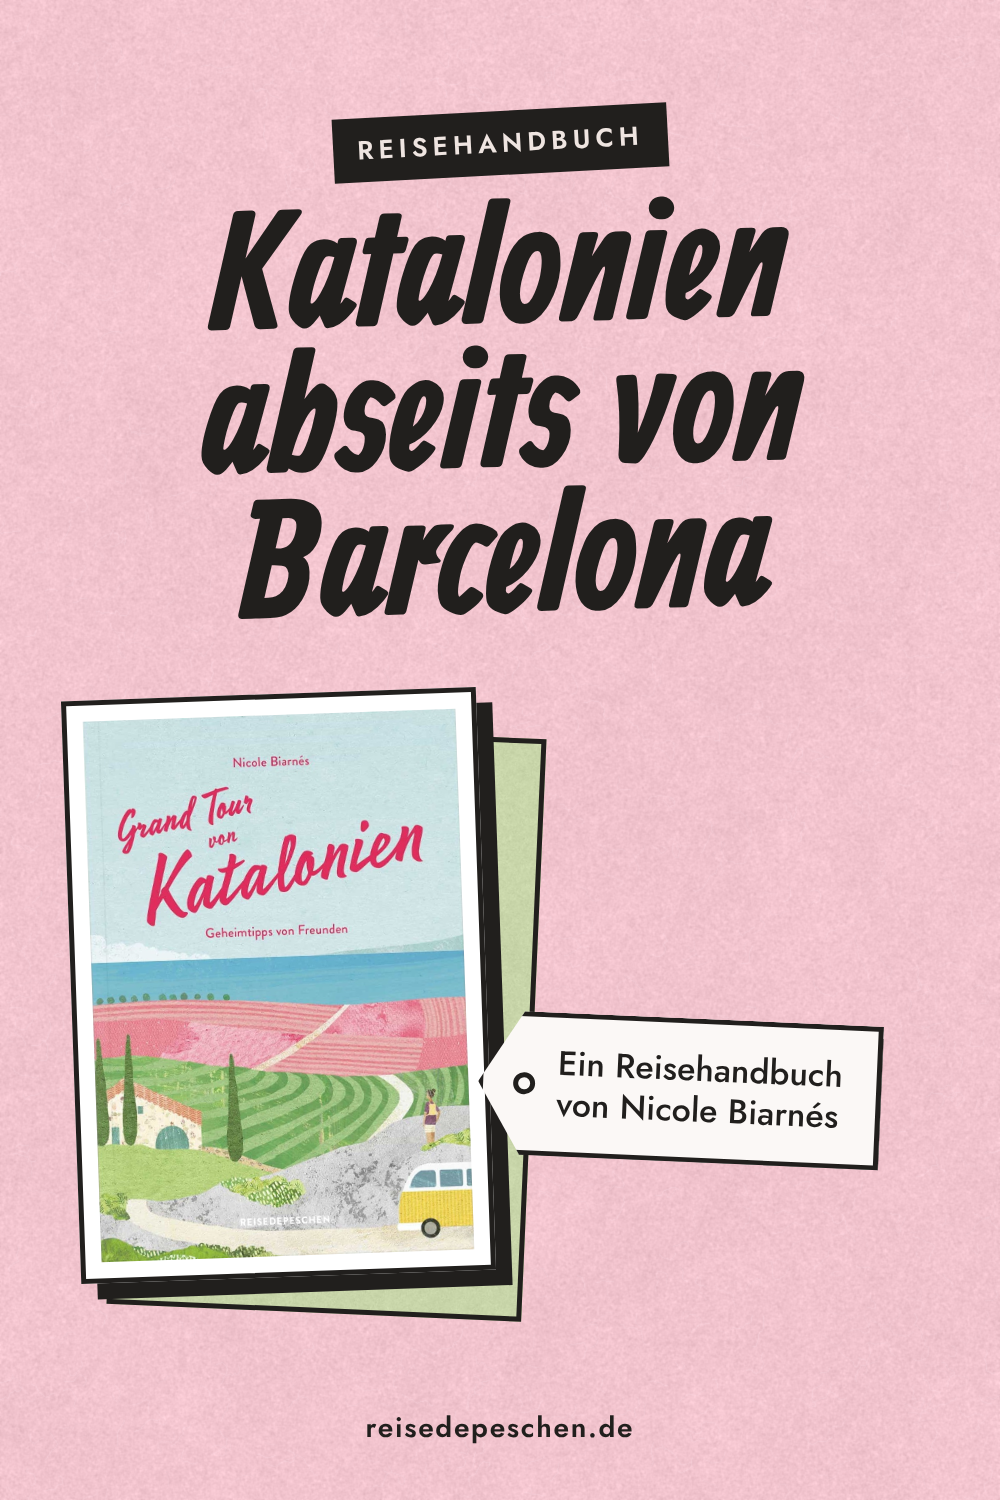 REISEHANDBUCH
Katalonien
abseits von
Barcelona
Nicole Biarnés
Grand Tour
von
Katalonien
Geheimtipps von Freunden
REISEDEPESCHEN
Ein Reisehandbuch
von Nicole Biarnés
reisedepeschen.de